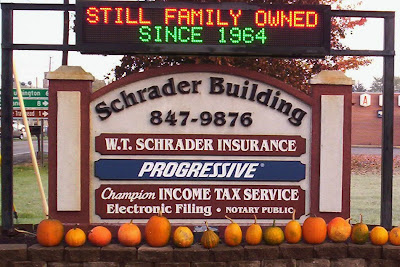 STILL FAMILY OWNED
SINCE 1964
Schrader Building
847-9876
W.T. SCHRADER INSURANCE
PROGRESSIVE
Champion INCOME TAX SERVICE
Electronic Filing • NOTARY PUBLIC